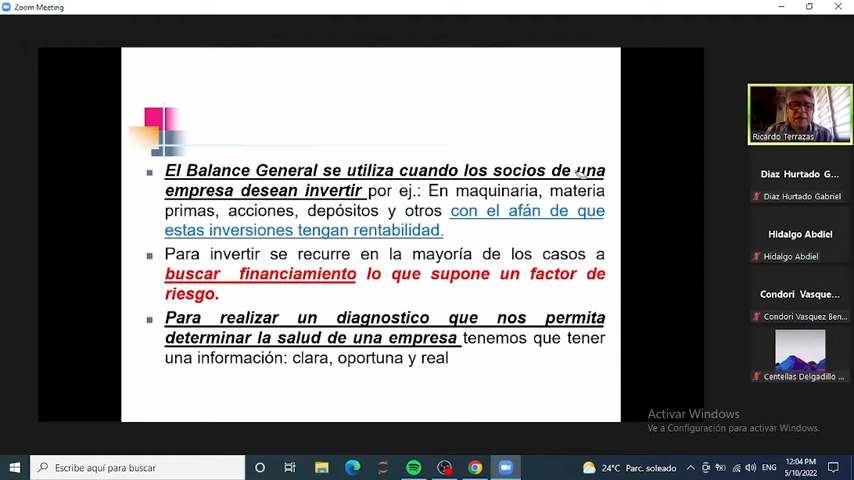 Zoom Meeting
El Balance General se utiliza cuando los socios de una
empresa desean invertir por ej.: En maquinaria, materia
primas, acciones, depósitos y otros con el afán de que
estas inversiones tengan rentabilidad.
Para invertir se recurre en la mayoría de los casos a
buscar financiamiento lo que supone un factor de
riesgo.
Para realizar un diagnostico que nos permita
determinar la salud de una empresa tenemos que tener
una información: clara, oportuna y real
Ricardo Terrazas
Diaz Hurtado G...
Diaz Hurtado Gabriel
Hidalgo Abdiel
Hidalgo Abdiel
Condori Vasque...
Condori Vasquez Ben...
Centellas Delgadillo ...
Activar Windows
Ve a Configuración para activar Windows.
Escribe aquí para buscar
24°C Parc. soleado
ENG
12:04 PM
5/10/2022